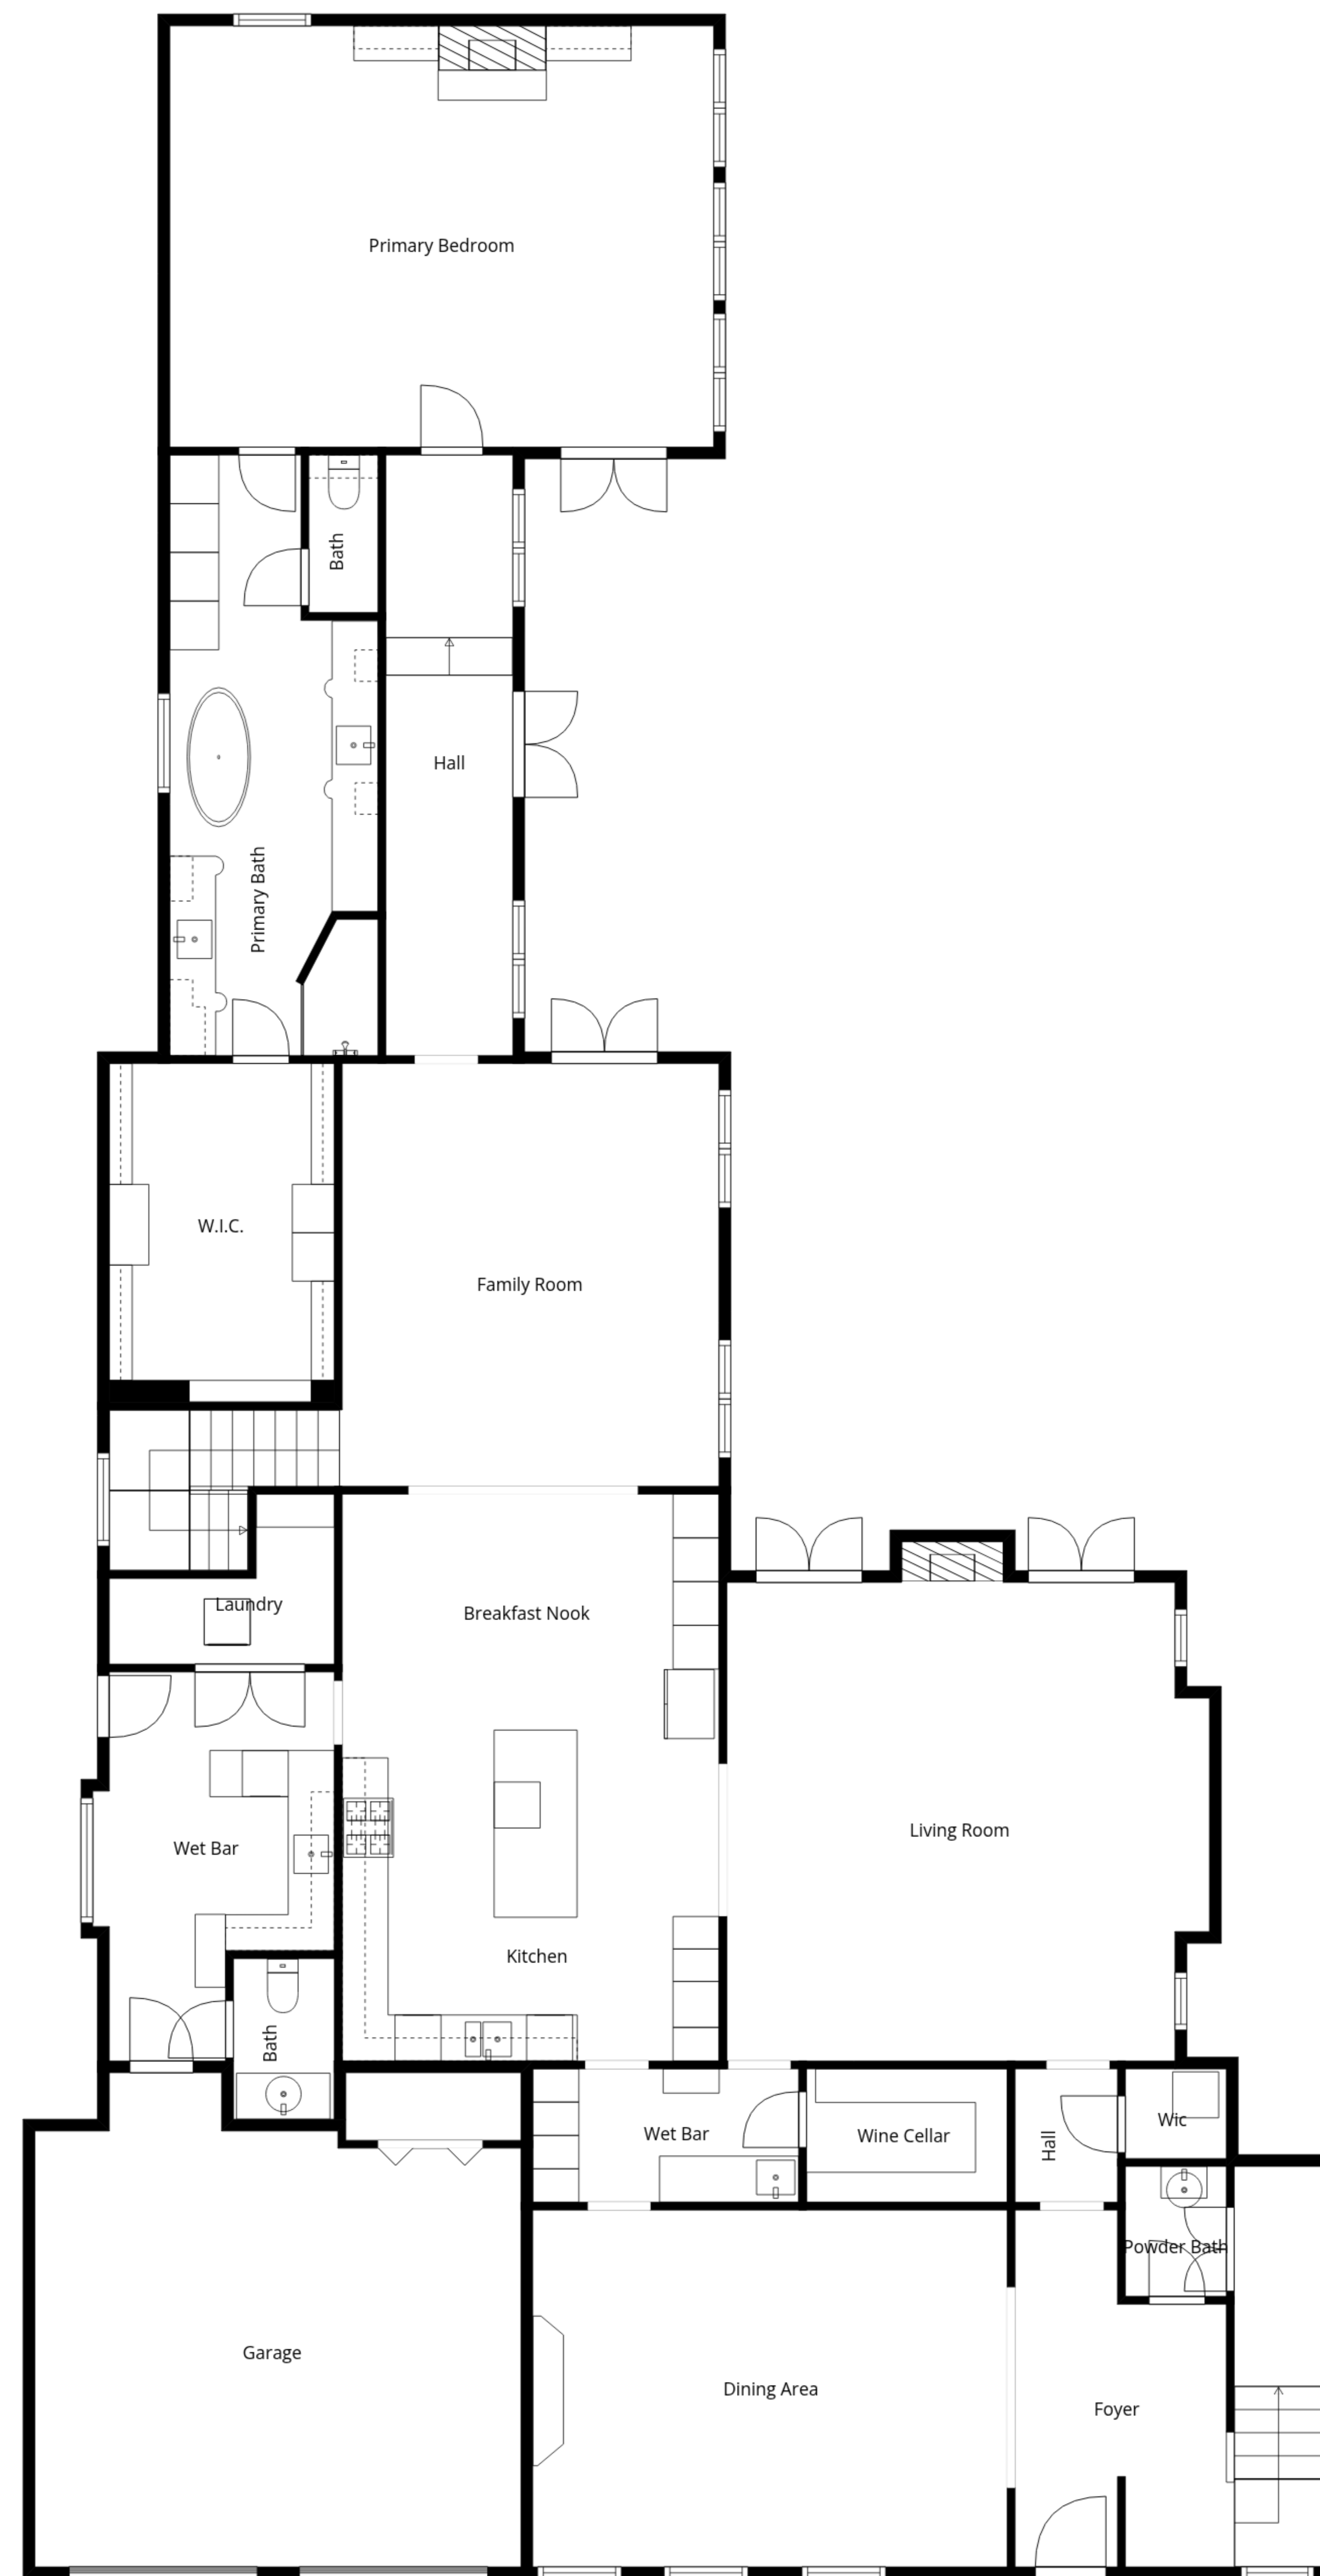 Primary Bedroom
Bath
Hall
Primary Bath
W.I.C.
Family Room
Laundry
Breakfast Nook
Living Room
Wet Bar
Kitchen
Bath
Wet Bar
Wine Cellar
Hall
Wic
Powder Bath
Garage
Dining Area
Foyer